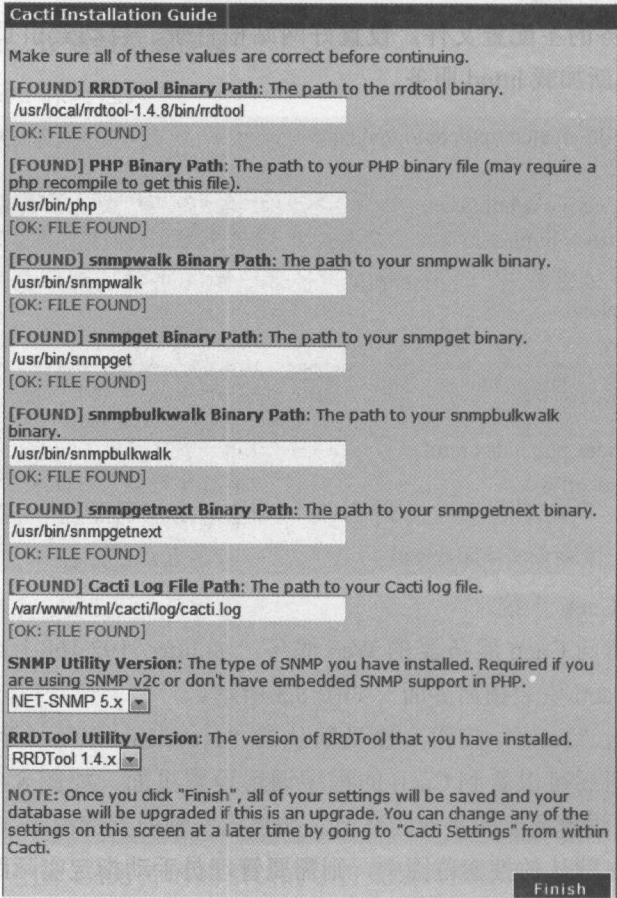 Cacti Installation Guide
Make sure all of these values are correct before continuing.
[FOUND] RRDTool Binary Path: The path to the rrdtool binary.
/usr/local/rrdtool-1.4.8/bin/rrdtool
[OK: FILE FOUND]
[FOUND] PHP Binary Path: The path to your PHP binary file (may require a
php recompile to get this file).
/usr/bin/php
[OK: FILE FOUND]
[FOUND] snmpwalk Binary Path: The path to your snmpwalk binary.
/usr/bin/snmpwalk
[OK: FILE FOUND]
[FOUND] snmpget Binary Path: The path to your snmpget binary.
/usr/bin/snmpget
[OK: FILE FOUND]
[FOUND] snmpbulkwalk Binary Path: The path to your snmpbulkwalk
binary.
/usr/bin/snmpbulkwalk
[OK: FILE FOUND]
[FOUND] snmpgetnext Binary Path: The path to your snmpgetnext binary.
/usr/bin/snmpgetnext
[OK: FILE FOUND]
[FOUND] Cacti Log File Path: The path to your Cacti log file.
/var/www/html/cacti/log/cacti.log
[OK: FILE FOUND]
SNMP Utility Version: The type of SNMP you have installed. Required if you
are using SNMP v2c or don't have embedded SNMP support in PHP.
NET-SNMP 5.x
RRDTool Utility Version: The version of RRDTool that you have installed.
RRDTool 1.4.x
NOTE: Once you click "Finish", all of your settings will be saved and your
database will be upgraded if this is an upgrade. You can change any of the
settings on this screen at a later time by going to "Cacti Settings" from within
Cacti.
Finish